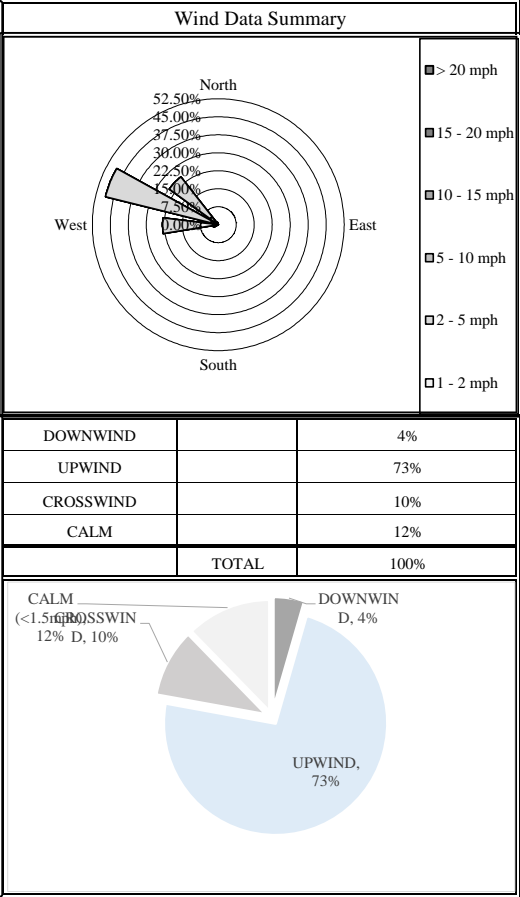 Wind Data Summary
North
52.50%
45.00%
37.50%
30.00%
22.50%
15.00%
7.50%
0.00%
West
East
South
> 20 mph
15 - 20 mph
10 - 15 mph
5 - 10 mph
2 - 5 mph
1 - 2 mph
DOWNWIND 4%
UPWIND 73%
CROSSWIND 10%
CALM 12%
TOTAL 100%
CALM
(<1.5mph),
12%
CROSSWIN
D, 10%
DOWNWIN
D, 4%
UPWIND,
73%